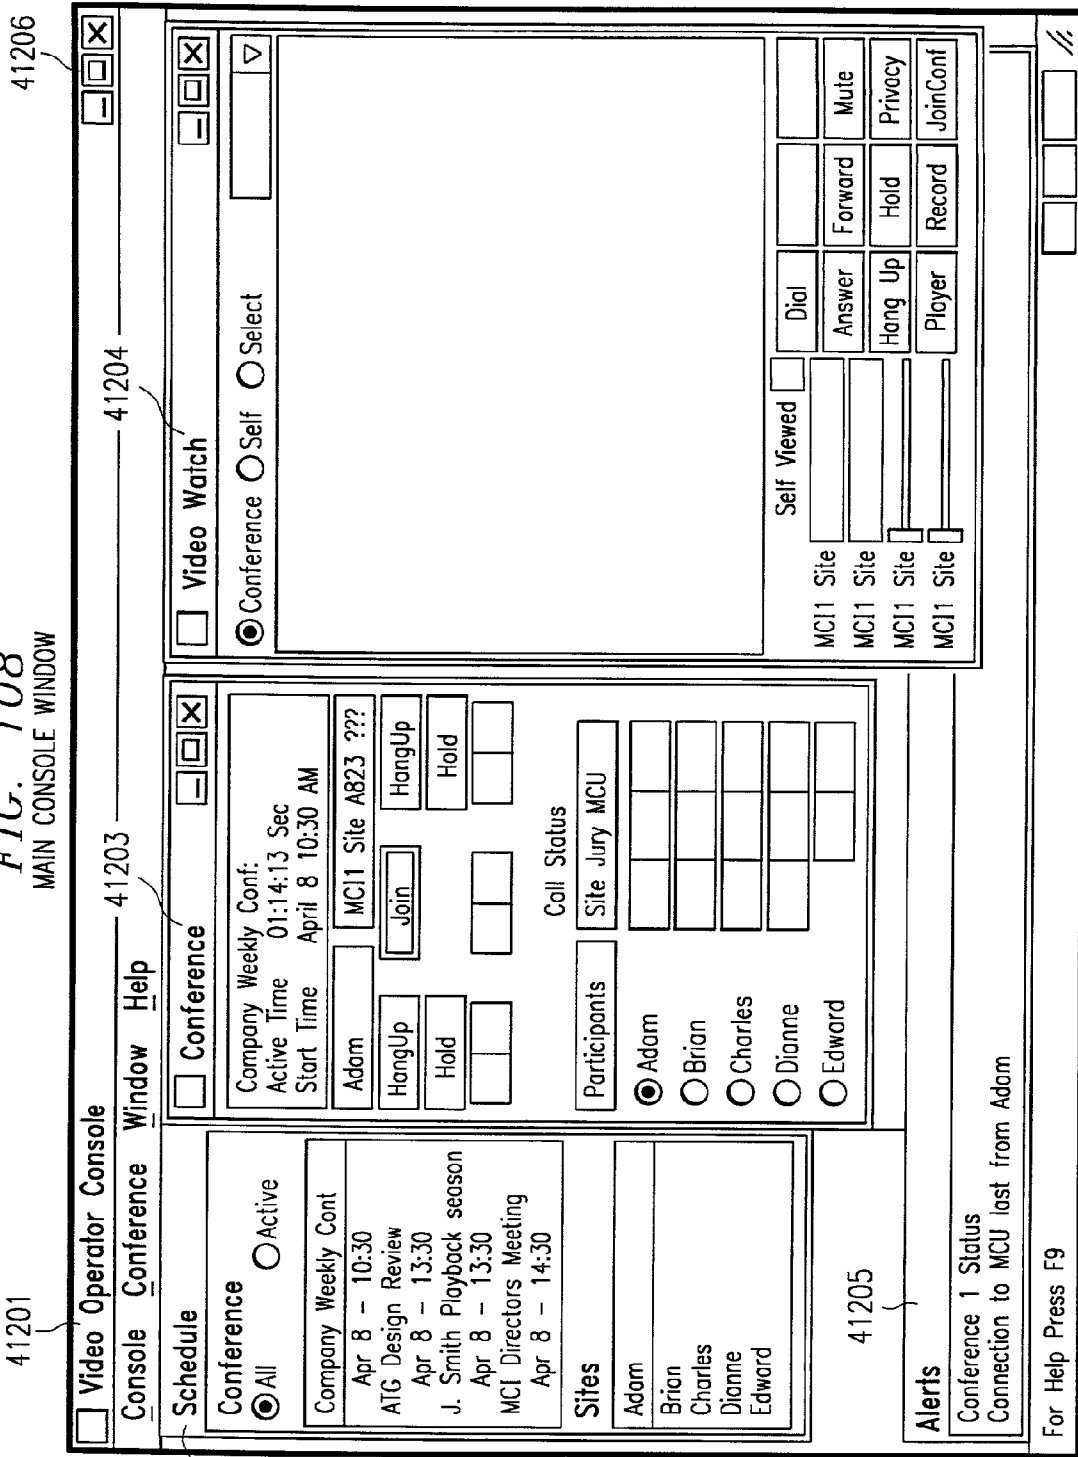 FIG. 108
MAIN CONSOLE WINDOW
41201
41203
41204
41206
Video Operator Console
Console Conference Window Help
Schedule
Conference
All Active
Company Weekly Cont
Apr 8 – 10:30
ATG Design Review
Apr 8 – 13:30
J. Smith Playback season
Apr 8 – 13:30
MCI Directors Meeting
Apr 8 – 14:30
Sites
Adam
Brian
Charles
Dianne
Edward
Conference
Company Weekly Conf:
Active Time 01:14:13 Sec
Start Time April 8 10:30 AM
Adam MCI1 Site A823 ???
HangUp Join HangUp
Hold Hold
Call Status
Participants Site Jury MCU
Adam
Brian
Charles
Dianne
Edward
Video Watch
Conference Self Select
Self Viewed
MCI1 Site
MCI1 Site
MCI1 Site
MCI1 Site
Dial
Answer Forward Mute
Hang Up Hold Privacy
Player Record JoinConf
41205
Alerts
Conference 1 Status
Connection to MCU last from Adam
For Help Press F9